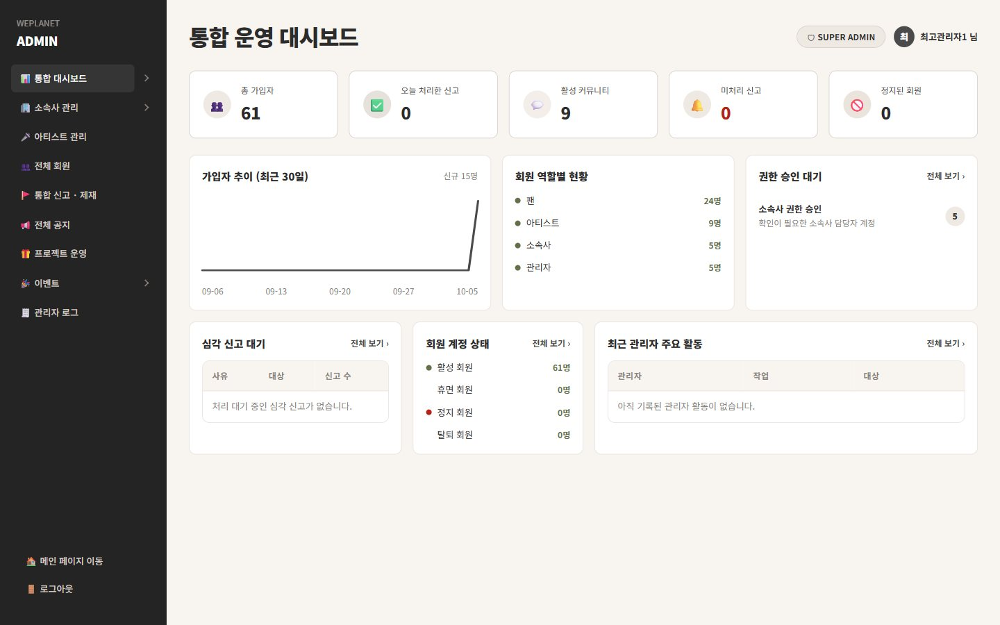 WEPLANET
ADMIN
통합 대시보드
소속사 관리
아티스트 관리
전체 회원
통합 신고 · 제재
전체 공지
프로젝트 운영
이벤트
관리자 로그
메인 페이지 이동
로그아웃
통합 운영 대시보드
SUPER ADMIN
최
최고관리자1 님
총 가입자
61
오늘 처리한 신고
0
활성 커뮤니티
9
미처리 신고
0
정지된 회원
0
가입자 추이 (최근 30일)
신규 15명
09-06 09-13 09-20 09-27 10-05
회원 역할별 현황
팬 24명
아티스트 9명
소속사 5명
관리자 5명
권한 승인 대기
전체 보기 ›
소속사 권한 승인
확인이 필요한 소속사 담당자 계정
5
심각 신고 대기
전체 보기 ›
사유 대상 신고 수
처리 대기 중인 심각 신고가 없습니다.
회원 계정 상태
전체 보기 ›
활성 회원 61명
휴면 회원 0명
정지 회원 0명
탈퇴 회원 0명
최근 관리자 주요 활동
전체 보기 ›
관리자 작업 대상
아직 기록된 관리자 활동이 없습니다.